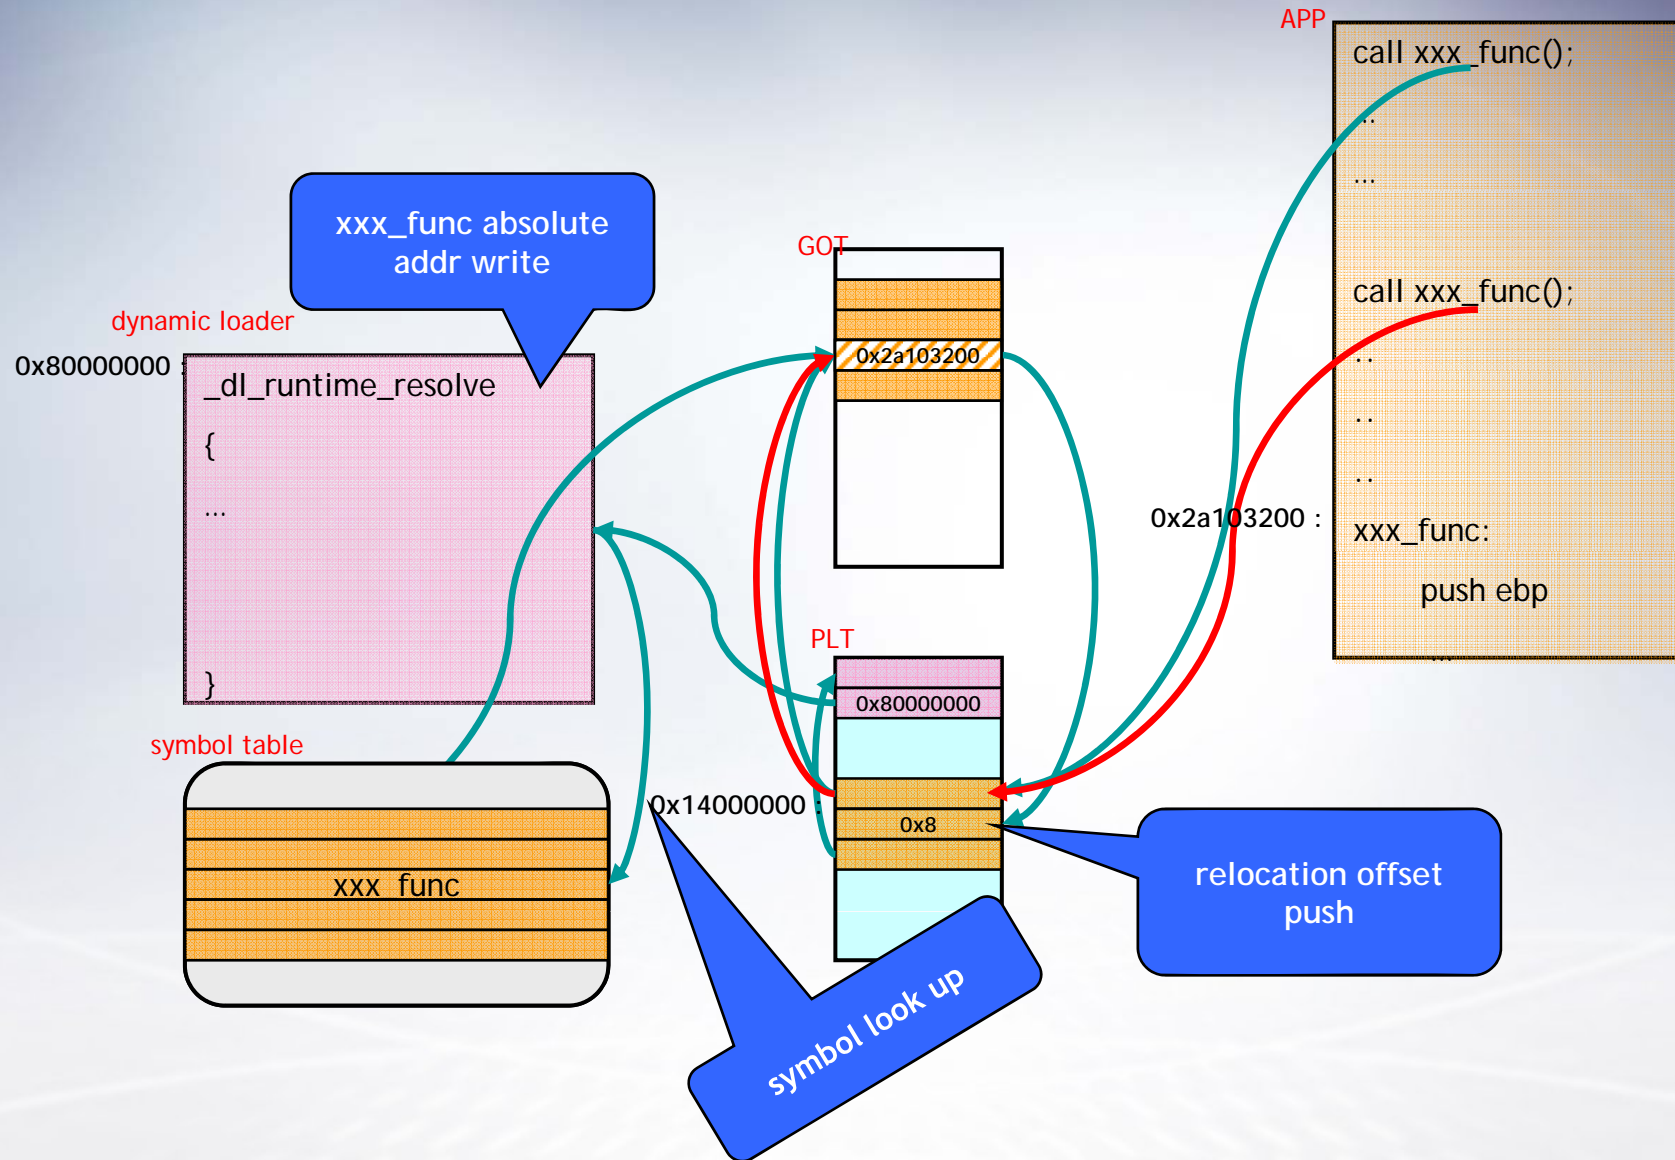 APP
call xxx_func();
..
...
call xxx_func();
..
..
..
0x2a103200 :
xxx_func:
push ebp
...
xxx_func absolute
addr write
dynamic loader
0x80000000 :
_dl_runtime_resolve
{
...
}
GOT
0x2a103200
PLT
0x80000000
0x14000000 :
0x8
relocation offset
push
symbol table
xxx_func
symbol look up